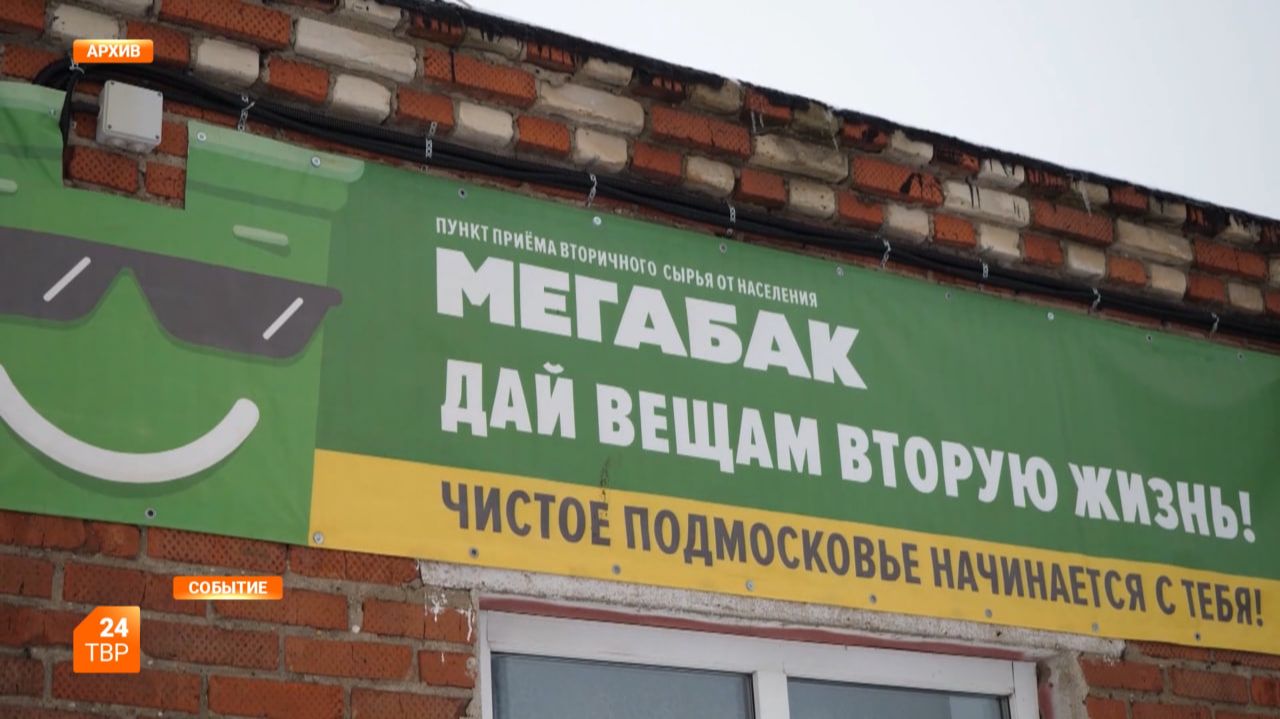 АРХИВ
ПУНКТ ПРИЁМА ВТОРИЧНОГО СЫРЬЯ ОТ НАСЕЛЕНИЯ
МЕГАБАК
ДАЙ ВЕЩАМ ВТОРУЮ ЖИЗНЬ!
ЧИСТОЕ ПОДМОСКОВЬЕ НАЧИНАЕТСЯ С ТЕБЯ!
СОБЫТИЕ
24
ТВР